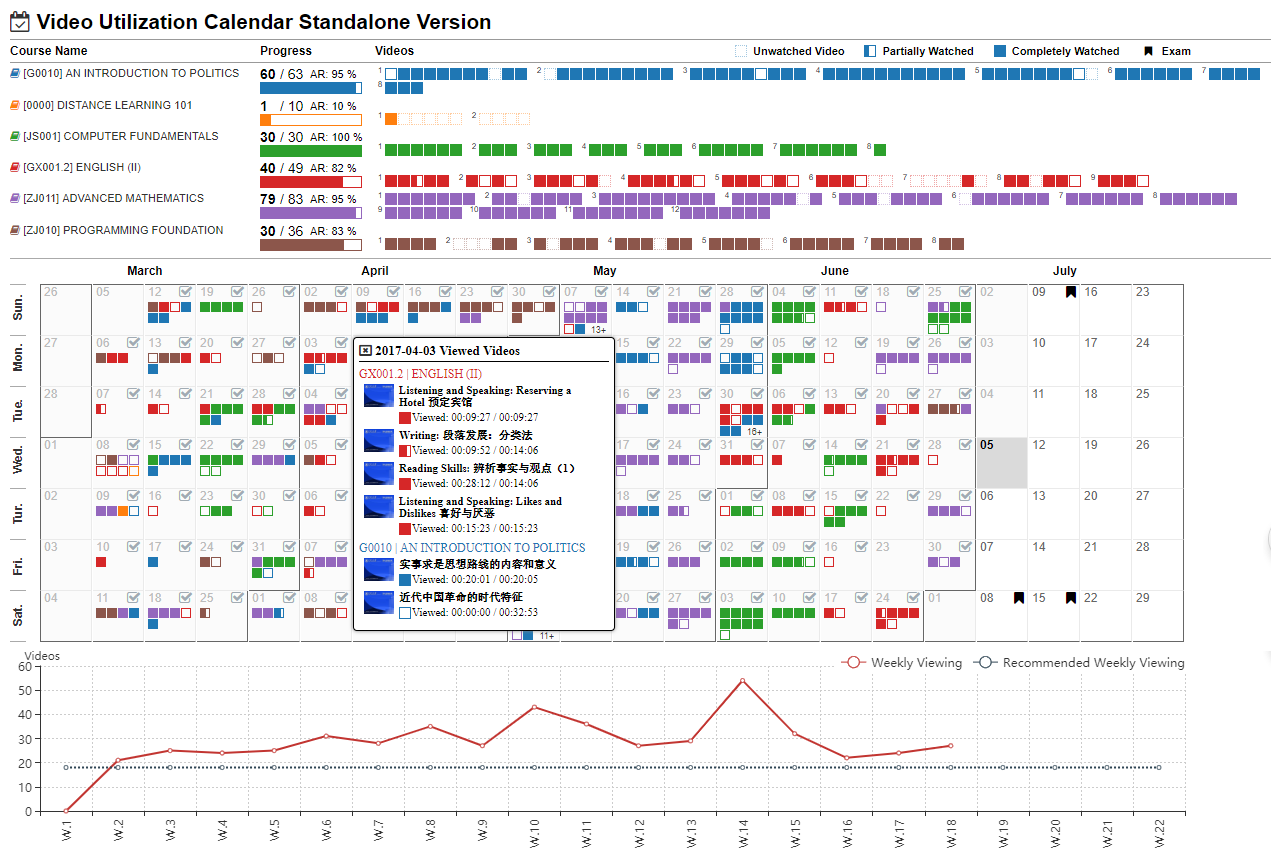 Video Utilization Calendar Standalone Version
Course Name Progress Videos Unwatched Video Partially Watched Completely Watched Exam
[G0010] AN INTRODUCTION TO POLITICS 60 / 63 AR: 95 % 1 2 3 4 5 6 7
8
[0000] DISTANCE LEARNING 101 1 / 10 AR: 10 % 1 2
[JS001] COMPUTER FUNDAMENTALS 30 / 30 AR: 100 % 1 2 3 4 5 6 7 8
[GX001.2] ENGLISH (II) 40 / 49 AR: 82 % 1 2 3 4 5 6 7 8 9
[ZJ011] ADVANCED MATHEMATICS 79 / 83 AR: 95 % 1 2 3 4 5 6 7 8
9 10 11 12
[ZJ010] PROGRAMMING FOUNDATION 30 / 36 AR: 83 % 1 2 3 4 5 6 7 8
March April May June July
Sun. 26 05 12 19 26 02 09 16 23 30 07 14 21 28 04 11 18 25 02 09 16 23
13+
Mon. 27 06 13 20 27 03 15 22 29 05 12 19 26 03 10 17 24
Tue. 28 07 14 21 28 04 16 23 30 06 13 20 27 04 11 18 25
16+
Wed. 01 08 15 22 29 05 17 24 31 07 14 21 28 05 12 19 26
Tur. 02 09 16 23 30 06 18 25 01 08 15 22 29 06 13 20 27
Fri. 03 10 17 24 31 07 19 26 02 09 16 23 30 07 14 21 28
Sat. 04 11 18 25 01 08 20 27 03 10 17 24 01 08 15 22 29
11+
2017-04-03 Viewed Videos
GX001.2 | ENGLISH (II)
Listening and Speaking: Reserving a
Hotel 预定宾馆
Viewed: 00:09:27 / 00:09:27
Writing: 段落发展：分类法
Viewed: 00:09:52 / 00:14:06
Reading Skills: 辨析事实与观点（1）
Viewed: 00:28:12 / 00:14:06
Listening and Speaking: Likes and
Dislikes 喜好与厌恶
Viewed: 00:15:23 / 00:15:23
G0010 | AN INTRODUCTION TO POLITICS
实事求是思想路线的内容和意义
Viewed: 00:20:01 / 00:20:05
近代中国革命的时代特征
Viewed: 00:00:00 / 00:32:53
Videos
Weekly Viewing Recommended Weekly Viewing
60
50
40
30
20
10
0
W.1 W.2 W.3 W.4 W.5 W.6 W.7 W.8 W.9 W.10 W.11 W.12 W.13 W.14 W.15 W.16 W.17 W.18 W.19 W.20 W.21 W.22